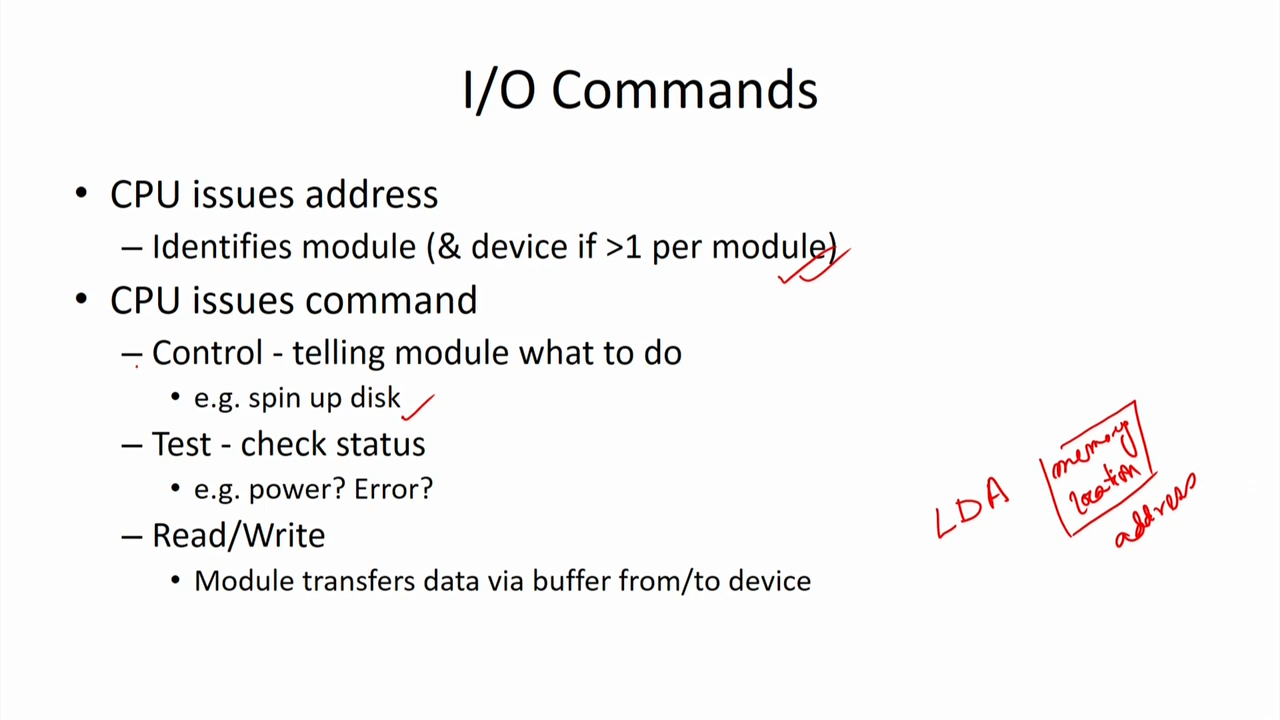 I/O Commands
• CPU issues address
– Identifies module (& device if >1 per module)
• CPU issues command
– Control - telling module what to do
• e.g. spin up disk
– Test - check status
• e.g. power? Error?
– Read/Write
• Module transfers data via buffer from/to device
LDA
memory
location
address